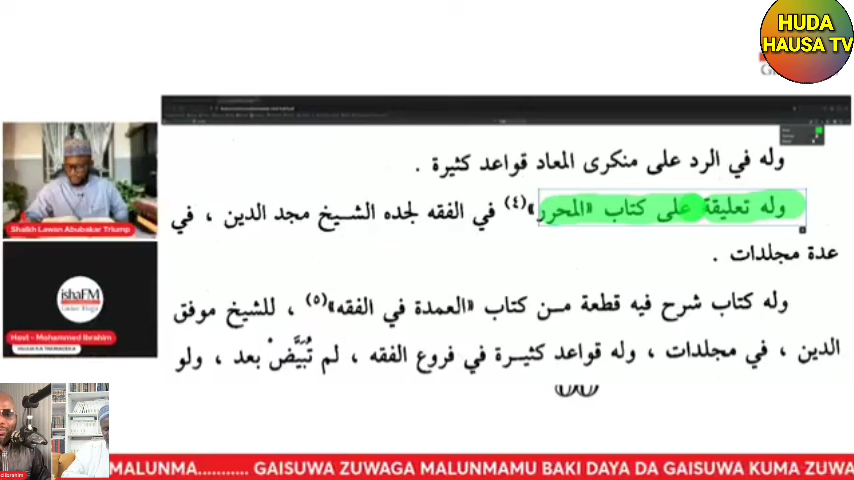 HUDA
HAUSA TV
وله في الرد على منكرى المعاد قواعد كثيرة .
وله تعليقة على كتاب «المحرر»(٤) في الفقه لجده الشيخ مجد الدين ، في
عدة مجلدات .
وله كتاب شرح فيه قطعة من كتاب «العمدة في الفقه»(٥) ، للشيخ موفق
الدين ، في مجلدات ، وله قواعد كثيرة في فروع الفقه ، لم تُبَيَّضْ بعد ، ولو
Shaikh Lawan Abubakar Triump
ishaFM
Host - Mohammed Ibrahim
MALUNMA.......... GAISUWA ZUWAGA MALUNMAMU BAKI DAYA DA GAISUWA KUMA ZUWA